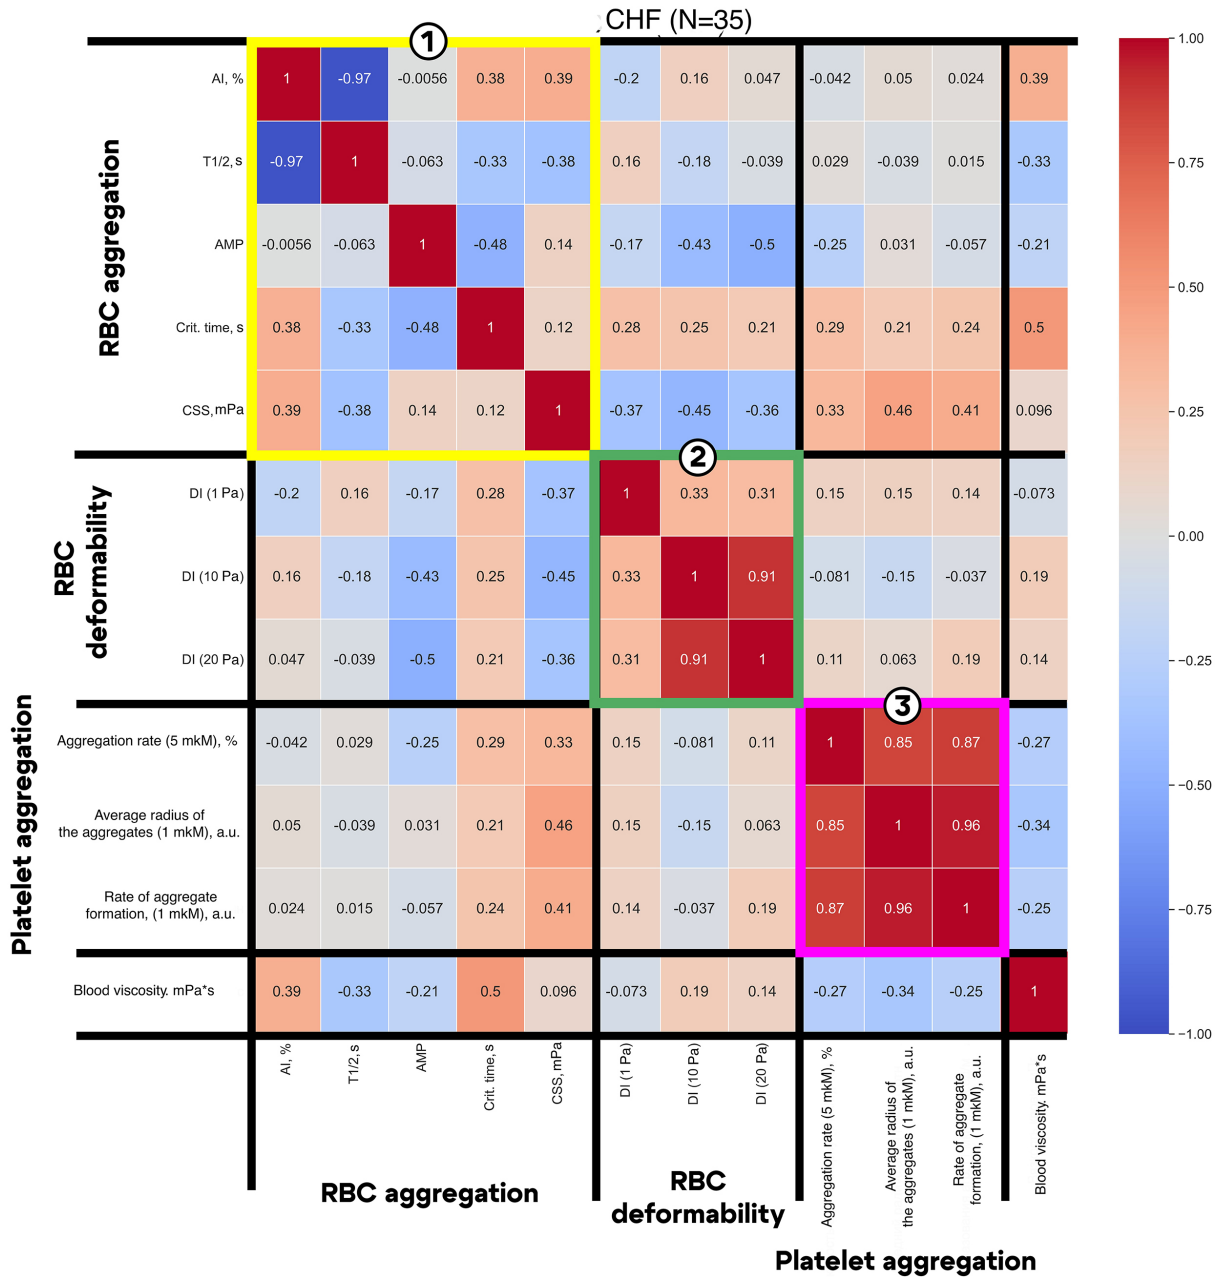 CHF (N=35)
1
AI, % 1 -0.97 -0.0056 0.38 0.39 -0.2 0.16 0.047 -0.042 0.05 0.024 0.39
T1/2, s -0.97 1 -0.063 -0.33 -0.38 0.16 -0.18 -0.039 0.029 -0.039 0.015 -0.33
AMP -0.0056 -0.063 1 -0.48 0.14 -0.17 -0.43 -0.5 -0.25 0.031 -0.057 -0.21
Crit. time, s 0.38 -0.33 -0.48 1 0.12 0.28 0.25 0.21 0.29 0.21 0.24 0.5
CSS, mPa 0.39 -0.38 0.14 0.12 1 -0.37 -0.45 -0.36 0.33 0.46 0.41 0.096
RBC aggregation
2
DI (1 Pa) -0.2 0.16 -0.17 0.28 -0.37 1 0.33 0.31 0.15 0.15 0.14 -0.073
DI (10 Pa) 0.16 -0.18 -0.43 0.25 -0.45 0.33 1 0.91 -0.081 -0.15 -0.037 0.19
DI (20 Pa) 0.047 -0.039 -0.5 0.21 -0.36 0.31 0.91 1 0.11 0.063 0.19 0.14
RBC
deformability
3
Aggregation rate (5 mkM), % -0.042 0.029 -0.25 0.29 0.33 0.15 -0.081 0.11 1 0.85 0.87 -0.27
Average radius of
the aggregates (1 mkM), a.u. 0.05 -0.039 0.031 0.21 0.46 0.15 -0.15 0.063 0.85 1 0.96 -0.34
Rate of aggregate
formation, (1 mkM), a.u. 0.024 0.015 -0.057 0.24 0.41 0.14 -0.037 0.19 0.87 0.96 1 -0.25
Platelet aggregation
Blood viscosity. mPa*s 0.39 -0.33 -0.21 0.5 0.096 -0.073 0.19 0.14 -0.27 -0.34 -0.25 1
AI, %
T1/2, s
AMP
Crit. time, s
CSS, mPa
DI (1 Pa)
DI (10 Pa)
DI (20 Pa)
Aggregation rate (5 mkM), %
Average radius of
the aggregates (1 mkM), a.u.
Rate of aggregate
formation, (1 mkM), a.u.
Blood viscosity. mPa*s
RBC aggregation
RBC
deformability
Platelet aggregation
1.00
0.75
0.50
0.25
0.00
−0.25
−0.50
−0.75
−1.00